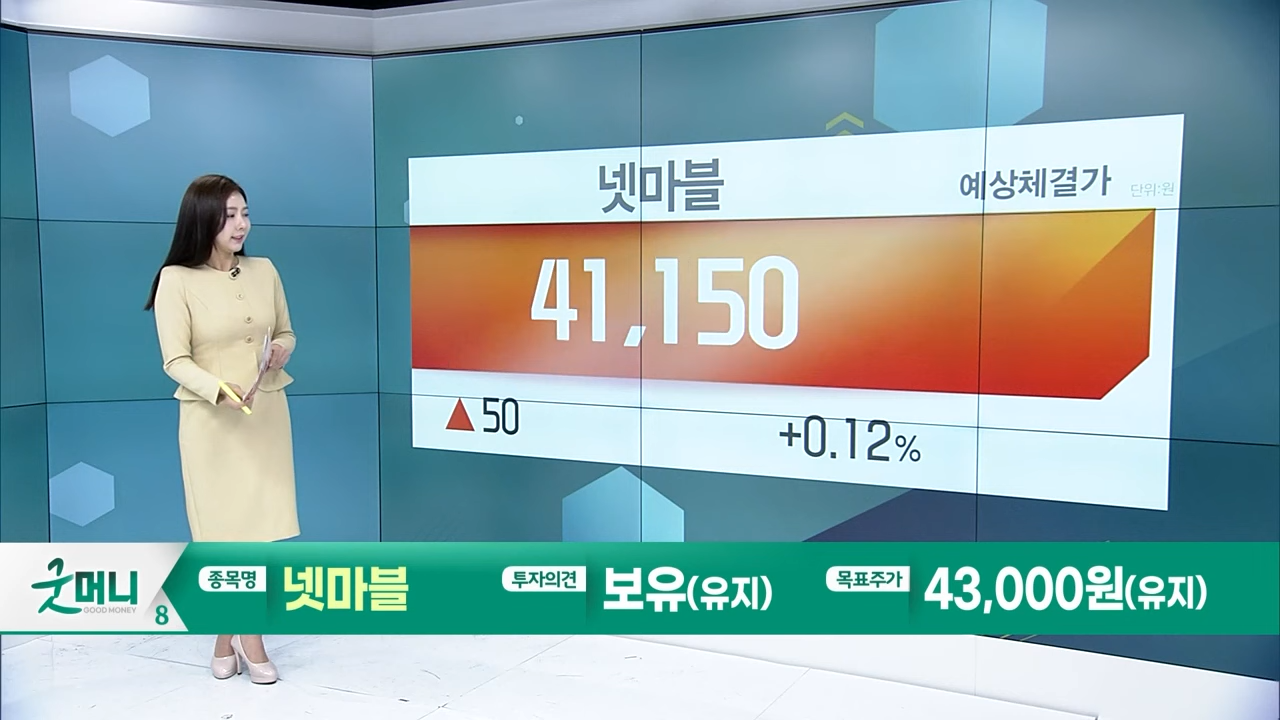 넷마블
예상체결가
단위:원
41,150
▲50
+0.12%
굿머니
GOOD MONEY
8
종목명
넷마블
투자의견
보유(유지)
목표주가
43,000원(유지)